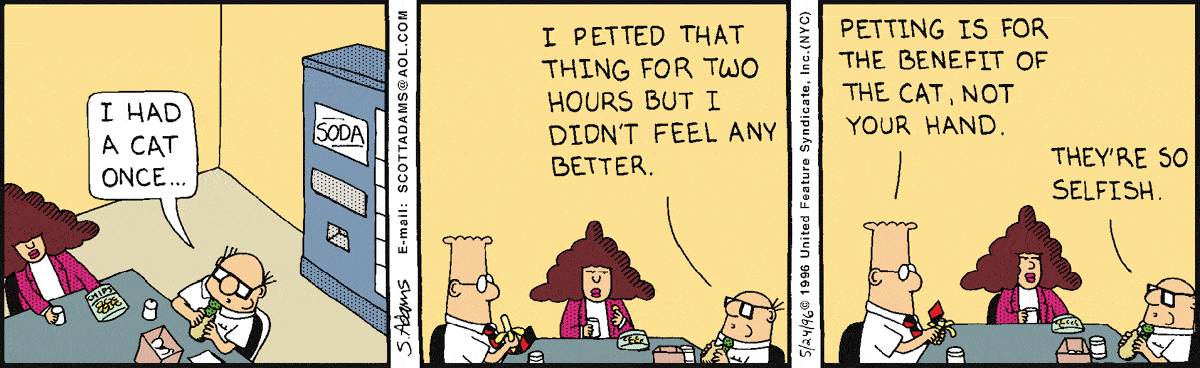 I HAD
A CAT
ONCE...
SODA
CHIPS
S. Adams
E-mail: SCOTTADAMS@AOL.COM
I PETTED THAT
THING FOR TWO
HOURS BUT I
DIDN'T FEEL ANY
BETTER.
5/24/96 © 1996 United Feature Syndicate, Inc.(NYC)
PETTING IS FOR
THE BENEFIT OF
THE CAT, NOT
YOUR HAND.
THEY'RE SO
SELFISH.